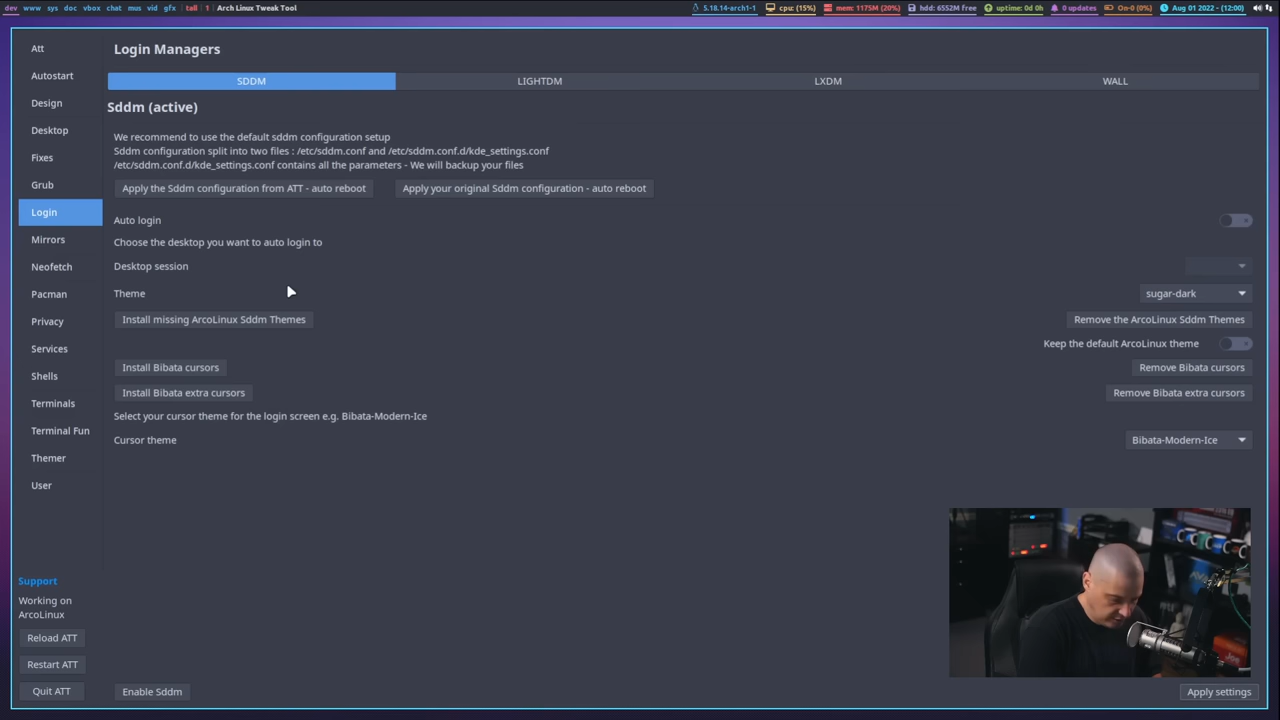 dev www sys doc vbox chat mus vid gfx | tall | 1 | Arch Linux Tweak Tool
5.18.14-arch1-1 cpu: (15%) mem: 1175M (20%) hdd: 6552M free uptime: 0d 0h 0 updates On-0 (0%) Aug 01 2022 - (12:00)
Att
Autostart
Design
Desktop
Fixes
Grub
Login
Mirrors
Neofetch
Pacman
Privacy
Services
Shells
Terminals
Terminal Fun
Themer
User
Support
Working on
ArcoLinux
Reload ATT
Restart ATT
Quit ATT
Login Managers
SDDM LIGHTDM LXDM WALL
Sddm (active)
We recommend to use the default sddm configuration setup
Sddm configuration split into two files : /etc/sddm.conf and /etc/sddm.conf.d/kde_settings.conf
/etc/sddm.conf.d/kde_settings.conf contains all the parameters - We will backup your files
Apply the Sddm configuration from ATT - auto reboot Apply your original Sddm configuration - auto reboot
Auto login
Choose the desktop you want to auto login to
Desktop session
Theme sugar-dark
Install missing ArcoLinux Sddm Themes Remove the ArcoLinux Sddm Themes
Keep the default ArcoLinux theme
Install Bibata cursors Remove Bibata cursors
Install Bibata extra cursors Remove Bibata extra cursors
Select your cursor theme for the login screen e.g. Bibata-Modern-Ice
Cursor theme Bibata-Modern-Ice
Enable Sddm Apply settings